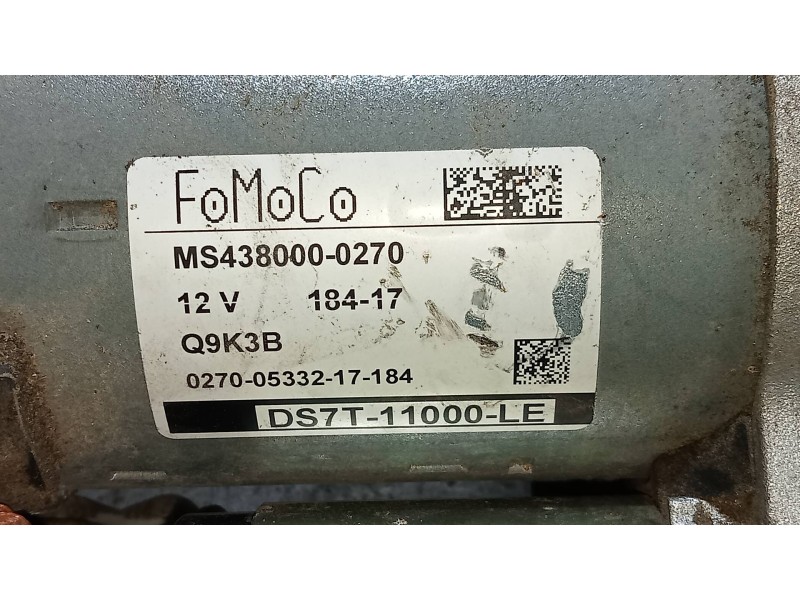 FoMoCo
MS438000-0270
12 V 184-17
Q9K3B
0270-05332-17-184
DS7T-11000-LE